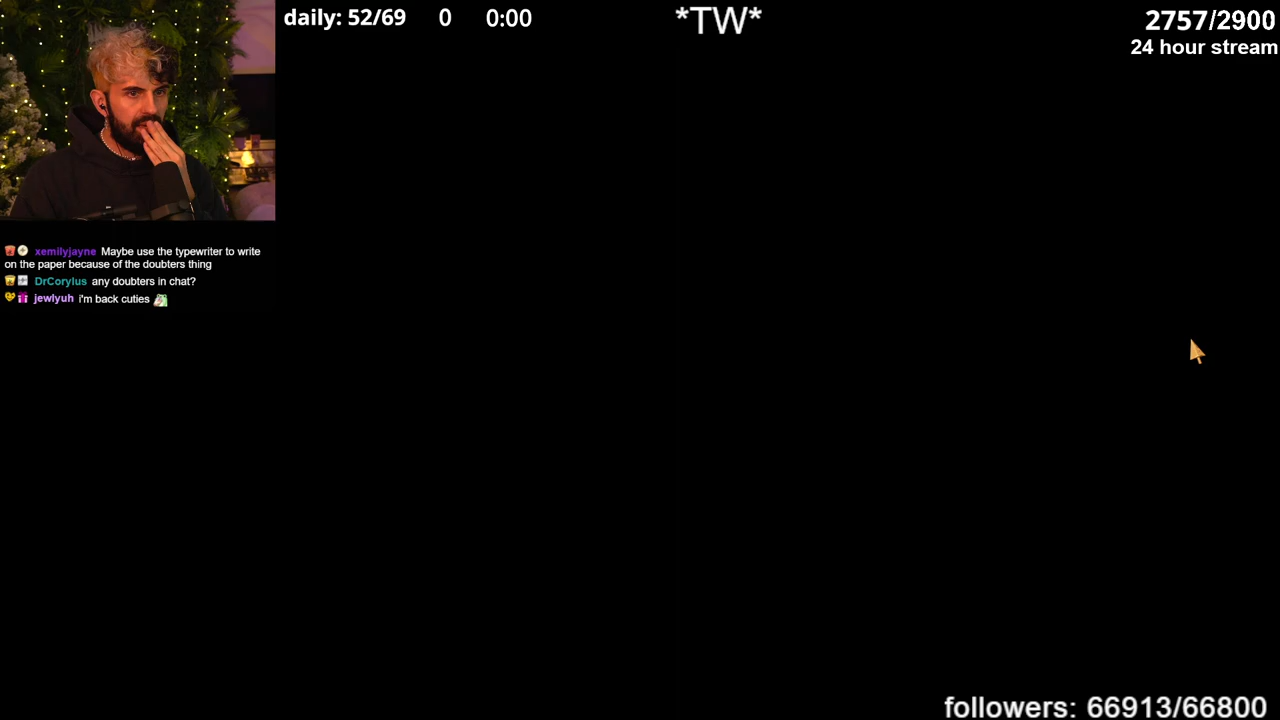 daily: 52/69 0 0:00 *TW* 2757/2900
24 hour stream
xemilyjayne Maybe use the typewriter to write
on the paper because of the doubters thing
DrCorylus any doubters in chat?
jewlyuh i'm back cuties
followers: 66913/66800